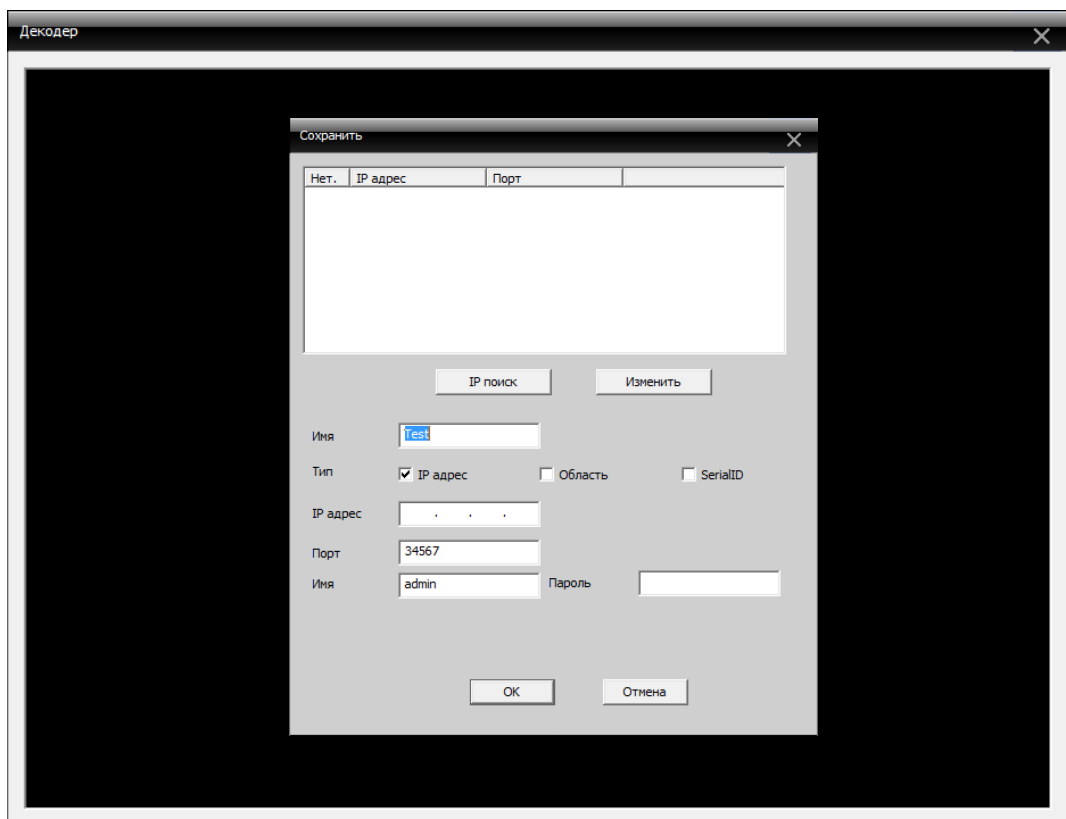 Декодер
Сохранить
Нет. IP адрес Порт
IP поиск Изменить
Имя Test
Тип IP адрес Область SerialID
IP адрес . . .
Порт 34567
Имя admin Пароль
OK Отмена